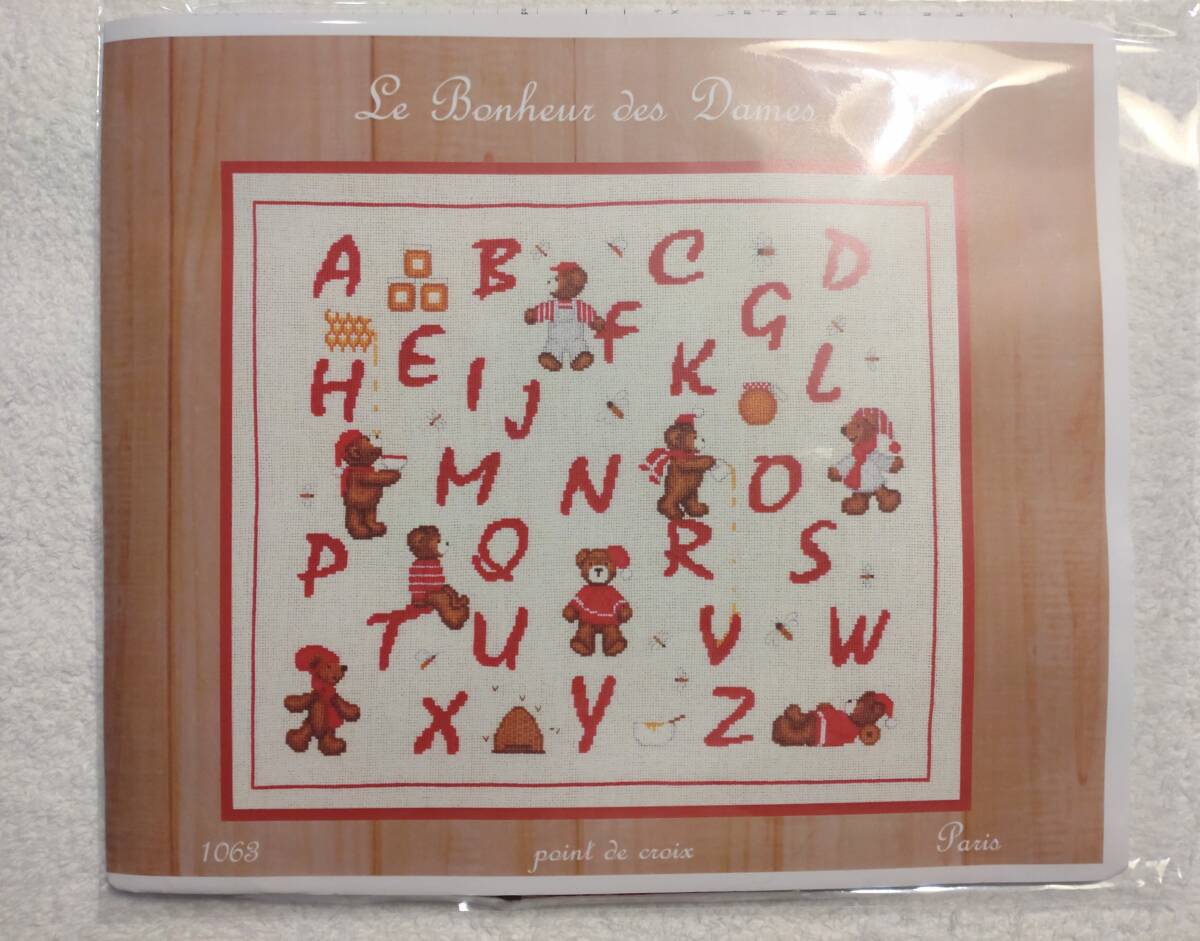 Le Bonheur des Dames
A B C D
E F G
H I J K L
M N O
P Q R S
T U V W
X Y Z
1063 point de croix Paris